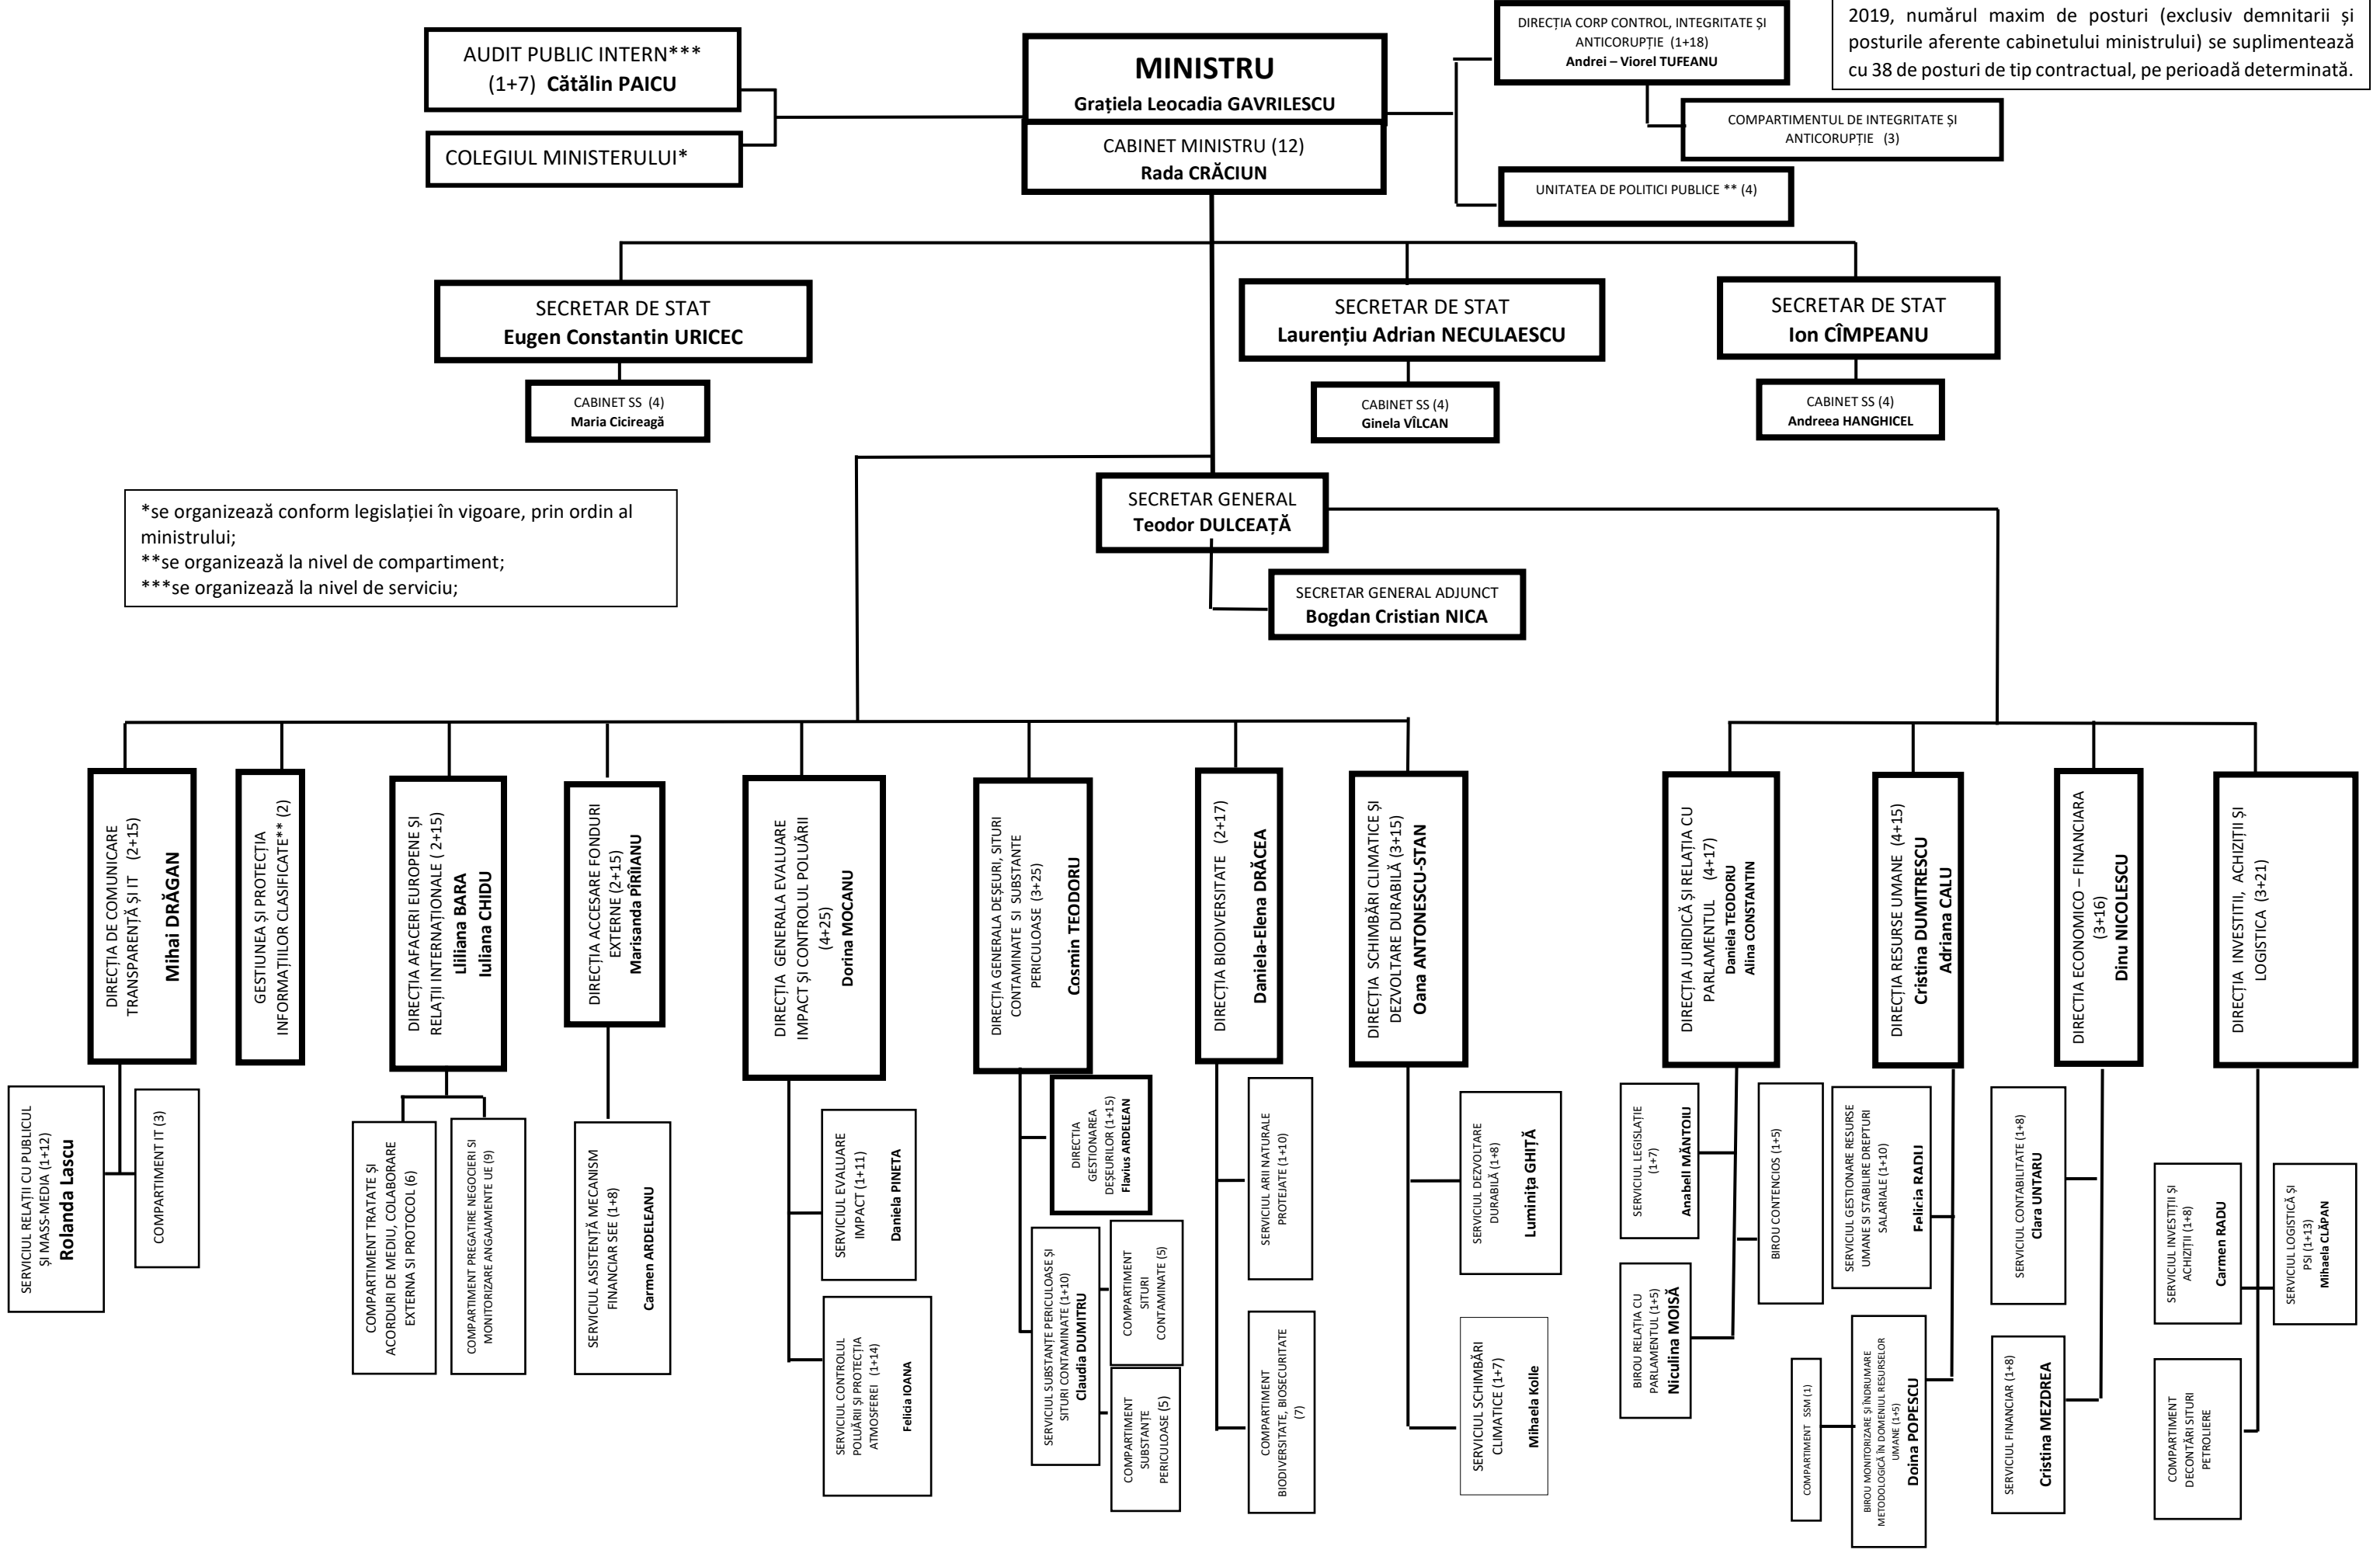 2019, numărul maxim de posturi (exclusiv demnitarii și
posturile aferente cabinetului ministrului) se suplimentează
cu 38 de posturi de tip contractual, pe perioadă determinată.
AUDIT PUBLIC INTERN***
(1+7) Cătălin PAICU
COLEGIUL MINISTERULUI*
MINISTRU
Grațiela Leocadia GAVRILESCU
CABINET MINISTRU (12)
Rada CRĂCIUN
DIRECȚIA CORP CONTROL, INTEGRITATE ȘI
ANTICORUPȚIE (1+18)
Andrei – Viorel TUFEANU
COMPARTIMENTUL DE INTEGRITATE ȘI
ANTICORUPȚIE (3)
UNITATEA DE POLITICI PUBLICE ** (4)
SECRETAR DE STAT
Eugen Constantin URICEC
CABINET SS (4)
Maria Cicireagă
SECRETAR DE STAT
Laurențiu Adrian NECULAESCU
CABINET SS (4)
Ginela VÎLCAN
SECRETAR DE STAT
Ion CÎMPEANU
CABINET SS (4)
Andreea HANGHICEL
*se organizează conform legislației în vigoare, prin ordin al
ministrului;
**se organizează la nivel de compartiment;
***se organizează la nivel de serviciu;
SECRETAR GENERAL
Teodor DULCEAȚĂ
SECRETAR GENERAL ADJUNCT
Bogdan Cristian NICA
DIRECȚIA DE COMUNICARE
TRANSPARENȚĂ ȘI IT (2+15)
Mihai DRĂGAN
GESTIUNEA ȘI PROTECȚIA
INFORMAȚIILOR CLASIFICATE** (2)
DIRECȚIA AFACERI EUROPENE ȘI
RELAȚII INTERNAȚIONALE ( 2+15)
Lliliana BARA
Iuliana CHIDU
DIRECȚIA ACCESARE FONDURI
EXTERNE (2+15)
Marisanda PÎRÎIANU
DIRECȚIA GENERALA EVALUARE
IMPACT ȘI CONTROLUL POLUĂRII
(4+25)
Dorina MOCANU
DIRECȚIA GENERALA DEȘEURI, SITURI
CONTAMINATE SI SUBSTANTE
PERICULOASE (3+25)
Cosmin TEODORU
DIRECȚIA BIODIVERSITATE (2+17)
Daniela-Elena DRĂCEA
DIRECȚIA SCHIMBĂRI CLIMATICE ȘI
DEZVOLTARE DURABILĂ (3+15)
Oana ANTONESCU-STAN
DIRECȚIA JURIDICĂ ȘI RELAȚIA CU
PARLAMENTUL (4+17)
Daniela TEODORU
Alina CONSTANTIN
DIRECȚIA RESURSE UMANE (4+15)
Cristina DUMITRESCU
Adriana CALU
DIRECTIA ECONOMICO – FINANCIARA
(3+16)
Dinu NICOLESCU
DIRECȚIA INVESTITII, ACHIZIȚII ȘI
LOGISTICA (3+21)
SERVICIUL RELAȚII CU PUBLICUL
ȘI MASS-MEDIA (1+12)
Rolanda Lascu
COMPARTIMENT IT (3)
COMPARTIMENT TRATATE ȘI
ACORDURI DE MEDIU, COLABORARE
EXTERNA SI PROTOCOL (6)
COMPARTIMENT PREGATIRE NEGOCIERI SI
MONITORIZARE ANGAJAMENTE UE (9)
SERVICIUL ASISTENȚĂ MECANISM
FINANCIAR SEE (1+8)
Carmen ARDELEANU
SERVICIUL EVALUARE
IMPACT (1+11)
Daniela PINETA
SERVICIUL CONTROLUL
POLUĂRII ȘI PROTECȚIA
ATMOSFEREI (1+14)
Felicia IOANA
DIRECTIA
GESTIONAREA
DEȘEURILOR (1+15)
Flavius ARDELEAN
SERVICIUL SUBSTANȚE PERICULOASE ȘI
SITURI CONTAMINATE (1+10)
Claudia DUMITRU
COMPARTIMENT
SITURI
CONTAMINATE (5)
COMPARTIMENT
SUBSTANȚE
PERICULOASE (5)
SERVICIUL ARII NATURALE
PROTEJATE (1+10)
COMPARTIMENT
BIODIVERSITATE, BIOSECURITATE
(7)
SERVICIUL DEZVOLTARE
DURABILĂ (1+8)
Luminița GHIȚĂ
SERVICIUL SCHIMBĂRI
CLIMATICE (1+7)
Mihaela Kolle
SERVICIUL LEGISLAȚIE
(1+7)
Anabell MĂNTOIU
BIROU CONTENCIOS (1+5)
BIROU RELAȚIA CU
PARLAMENTUL (1+5)
Niculina MOISĂ
SERVICIUL GESTIONARE RESURSE
UMANE SI STABILIRE DREPTURI
SALARIALE (1+10)
Felicia RADU
COMPARTIMENT SSM (1)
BIROU MONITORIZARE ȘI ÎNDRUMARE
METODOLOGICĂ ÎN DOMENIUL RESURSELOR
UMANE (1+5)
Doina POPESCU
SERVICIUL CONTABILITATE (1+8)
Clara UNTARU
SERVICIUL FINANCIAR (1+8)
Cristina MEZDREA
SERVICIUL INVESTIȚII ȘI
ACHIZIȚII (1+8)
Carmen RADU
SERVICIUL LOGISTICĂ ȘI
PSI (1+13)
Mihaela CLĂPAN
COMPARTIMENT
DECONTĂRI SITURI
PETROLIERE